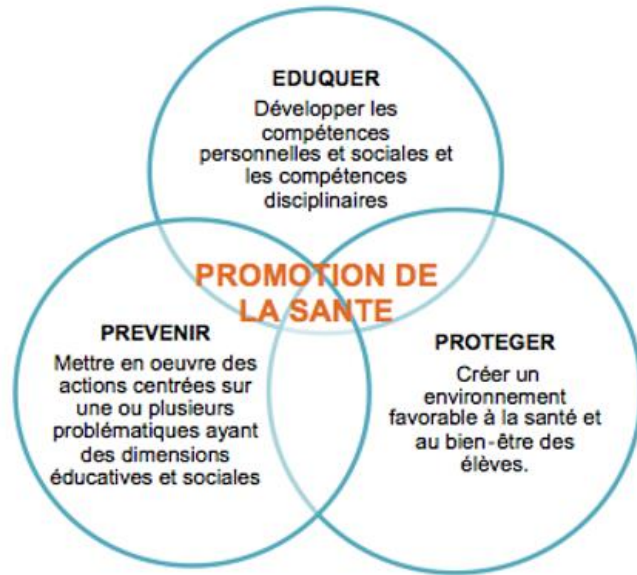 EDUQUER
Développer les
compétences
personnelles et sociales et
les compétences
disciplinaires
PROMOTION DE
LA SANTE
PREVENIR
Mettre en oeuvre des
actions centrées sur
une ou plusieurs
problématiques ayant
des dimensions
éducatives et sociales
PROTEGER
Créer un
environnement
favorable à la santé et
au bien-être des
élèves.